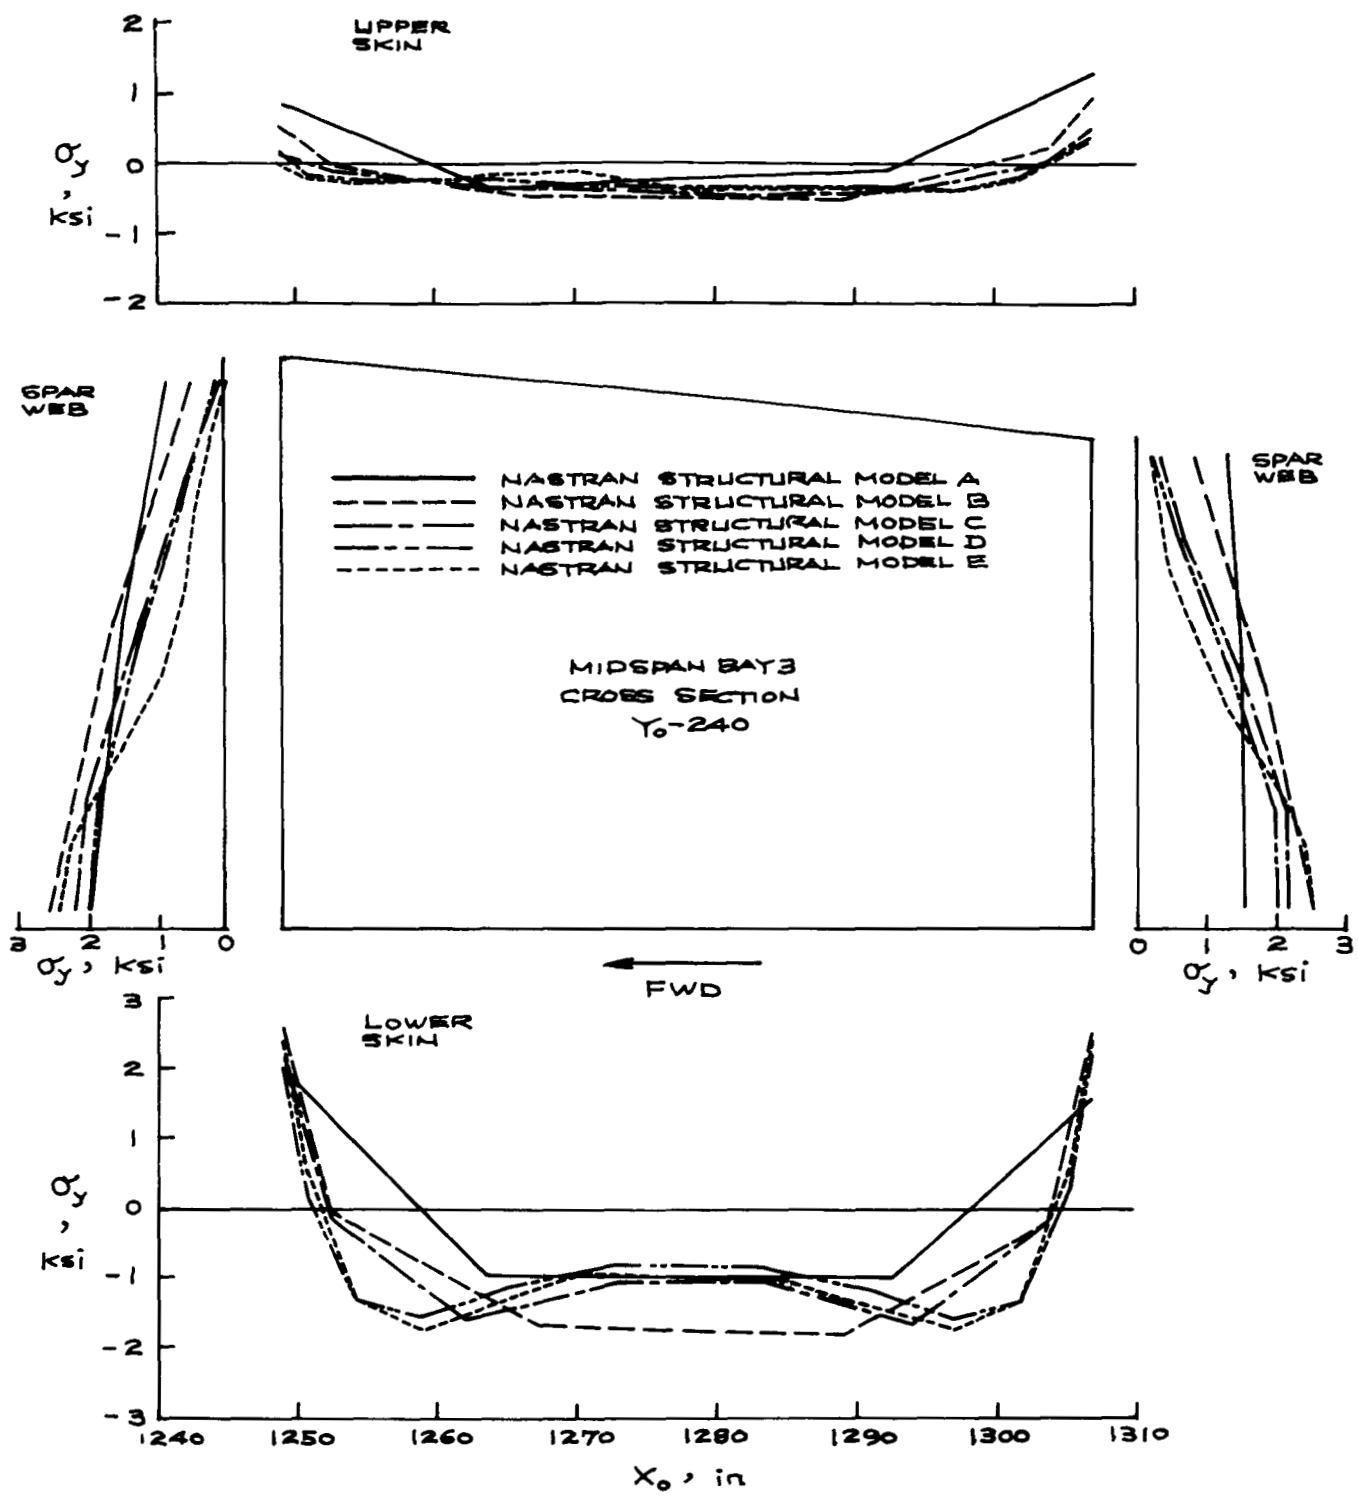 UPPER
SKIN
2
1
0
-1
-2
σy, ksi
SPAR
WEB
3 2 1 0
σy, ksi
NASTRAN STRUCTURAL MODEL A
NASTRAN STRUCTURAL MODEL B
NASTRAN STRUCTURAL MODEL C
NASTRAN STRUCTURAL MODEL D
NASTRAN STRUCTURAL MODEL E
MIDSPAN BAY 3
CROSS SECTION
Yo-240
SPAR
WEB
0 1 2 3
σy, ksi
FWD
LOWER
SKIN
3
2
1
0
-1
-2
-3
σy, ksi
1240 1250 1260 1270 1280 1290 1300 1310
Xo, in